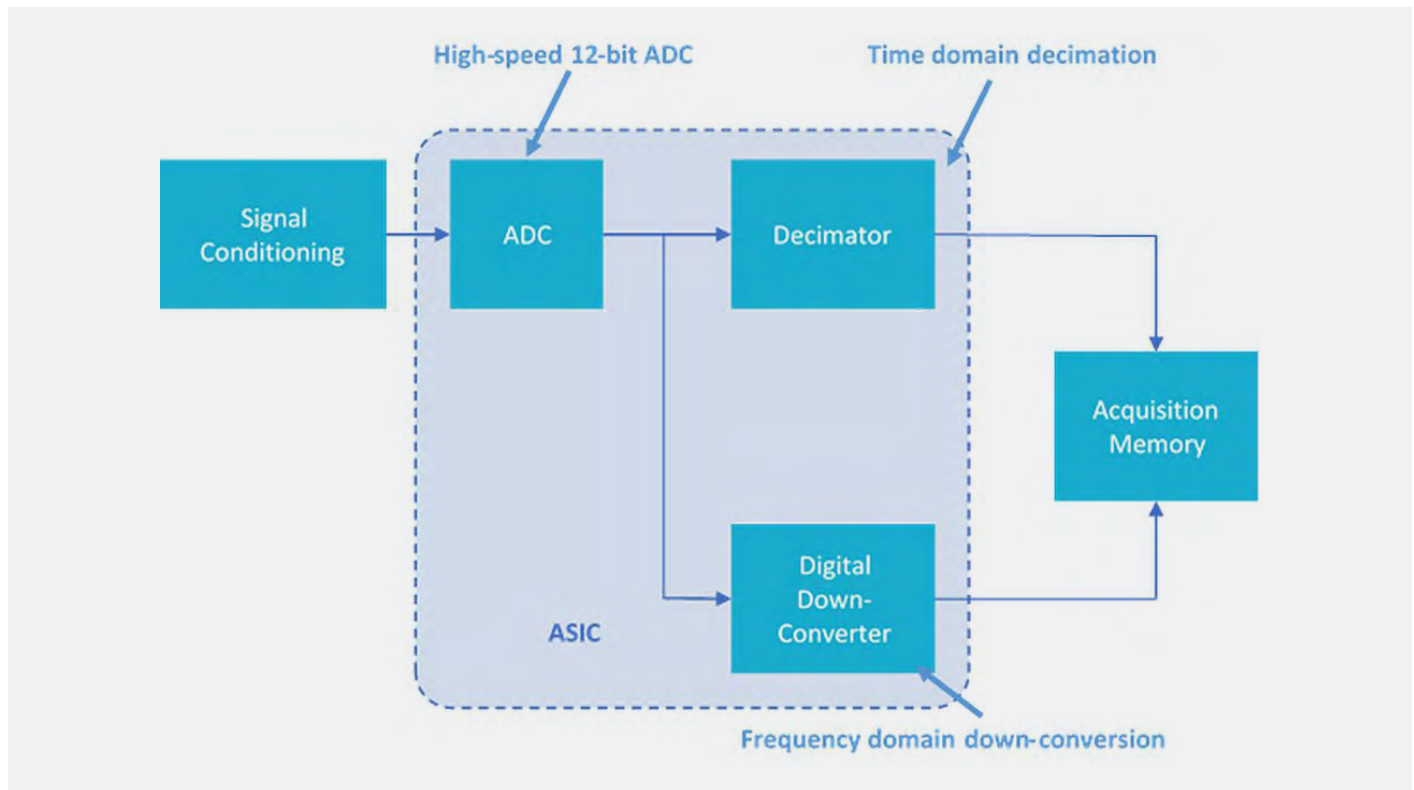 High-speed 12-bit ADC
Time domain decimation
Signal
Conditioning
ADC
Decimator
Acquisition
Memory
Digital
Down-
Converter
ASIC
Frequency domain down-conversion